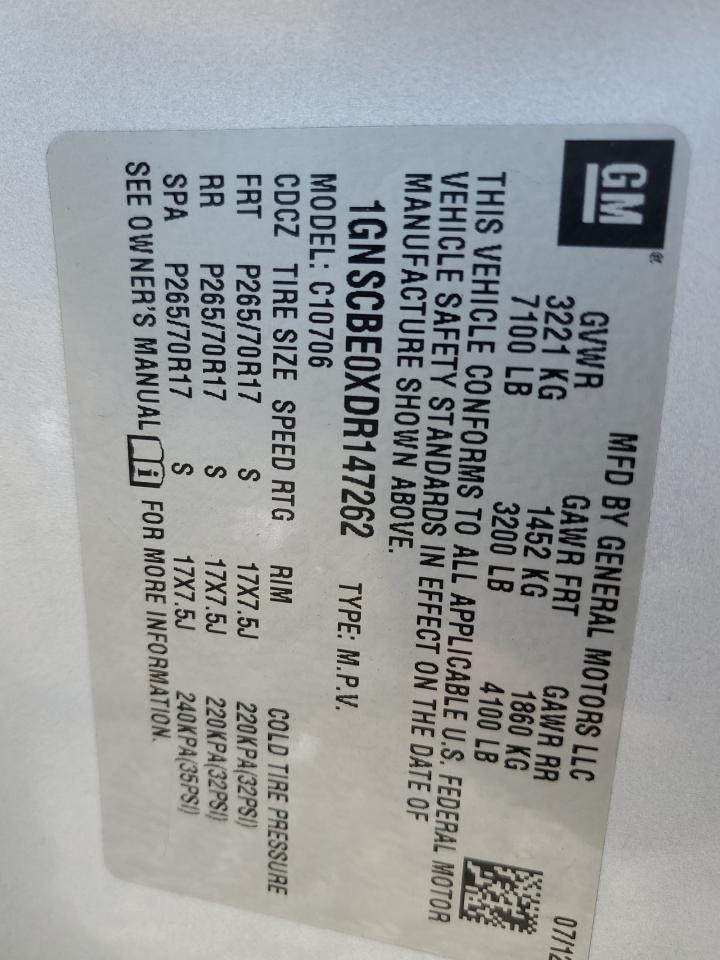 GM®
MFD BY GENERAL MOTORS LLC 07/12
GVWR GAWR FRT GAWR RR
3221 KG 1452 KG 1860 KG
7100 LB 3200 LB 4100 LB
THIS VEHICLE CONFORMS TO ALL APPLICABLE U.S. FEDERAL MOTOR
VEHICLE SAFETY STANDARDS IN EFFECT ON THE DATE OF
MANUFACTURE SHOWN ABOVE.
1GNSCBE0XDR147262 TYPE: M.P.V.
MODEL: C10706
CDCZ TIRE SIZE SPEED RTG RIM COLD TIRE PRESSURE
FRT P265/70R17 S 17X7.5J 220KPA(32PSI)
RR P265/70R17 S 17X7.5J 220KPA(32PSI)
SPA P265/70R17 S 17X7.5J 240KPA(35PSI)
SEE OWNER'S MANUAL i FOR MORE INFORMATION.